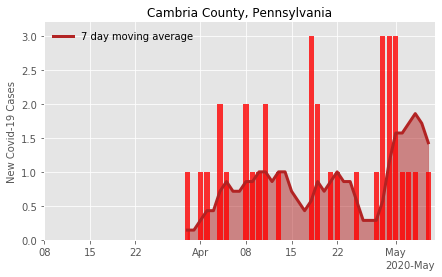 Cambria County, Pennsylvania
7 day moving average
New Covid-19 Cases
3.0
2.5
2.0
1.5
1.0
0.5
0.0
08 15 22 Apr 08 15 22 May
2020-May